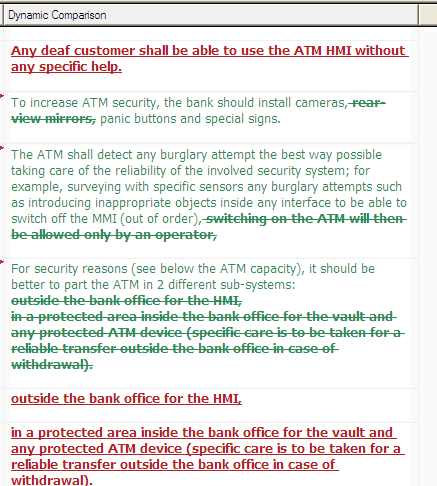 Dynamic Comparison
Any deaf customer shall be able to use the ATM HMI without
any specific help.
To increase ATM security, the bank should install cameras, rear-
view mirrors, panic buttons and special signs.
The ATM shall detect any burglary attempt the best way possible
taking care of the reliability of the involved security system; for
example, surveying with specific sensors any burglary attempts such
as introducing inappropriate objects inside any interface to be able to
switch off the MMI (out of order), switching on the ATM will then
be allowed only by an operator,
For security reasons (see below the ATM capacity), it should be
better to part the ATM in 2 different sub-systems:
outside the bank office for the HMI,
in a protected area inside the bank office for the vault and
any protected ATM device (specific care is to be taken for a
reliable transfer outside the bank office in case of
withdrawal).
outside the bank office for the HMI,
in a protected area inside the bank office for the vault and
any protected ATM device (specific care is to be taken for a
reliable transfer outside the bank office in case of
withdrawal).